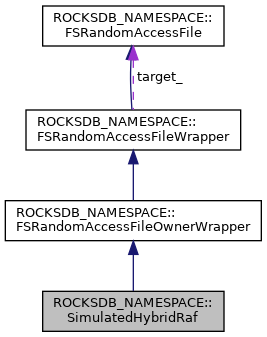 ROCKSDB_NAMESPACE::
FSRandomAccessFile
target_
ROCKSDB_NAMESPACE::
FSRandomAccessFileWrapper
ROCKSDB_NAMESPACE::
FSRandomAccessFileOwnerWrapper
ROCKSDB_NAMESPACE::
SimulatedHybridRaf